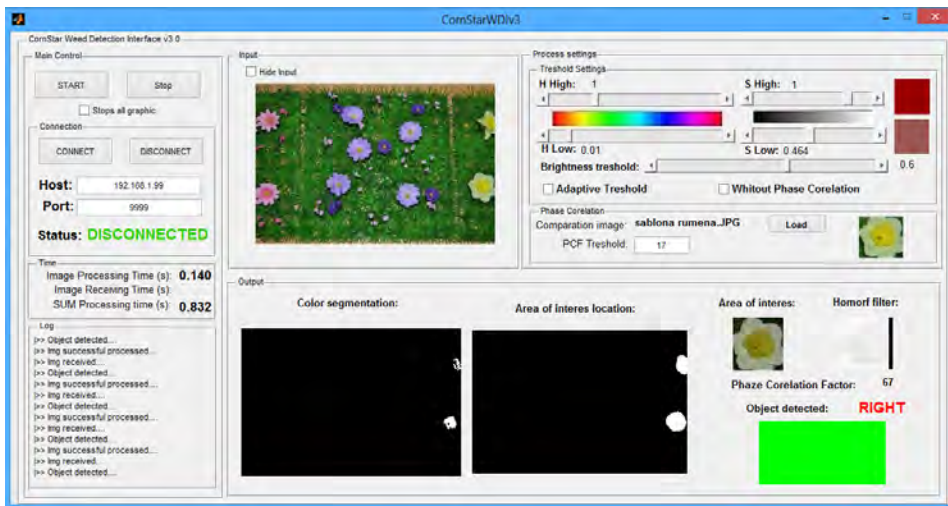 CornStarWDIv3
CornStar Weed Detection Interface v3.0
Main Control
START
Stop
Stops all graphic
Connection
CONNECT
DISCONNECT
Host:
192.168.1.99
Port:
9999
Status: DISCONNECTED
Time
Image Processing Time (s): 0.140
Image Receiving Time (s):
SUM Processing time (s): 0.832
Log
|>> Object detected....
|>> Img successful processed....
|>> Img received....
|>> Object detected....
|>> Img successful processed....
|>> Img received....
|>> Object detected....
|>> Img successful processed....
|>> Img received....
|>> Object detected....
|>> Img successful processed....
|>> Img received....
|>> Object detected....
Input
Hide Input
Process settings
Treshold Settings
H High: 1
S High: 1
H Low: 0.01
S Low: 0.464
Brightness treshold:
0.6
Adaptive Treshold
Whitout Phase Corelation
Phase Corelation
Comparation image: sablona rumena.JPG
Load
PCF Treshold:
17
Output
Color segmentation:
Area of interes location:
Area of interes:
Homorf filter:
Phaze Corelation Factor: 67
Object detected: RIGHT